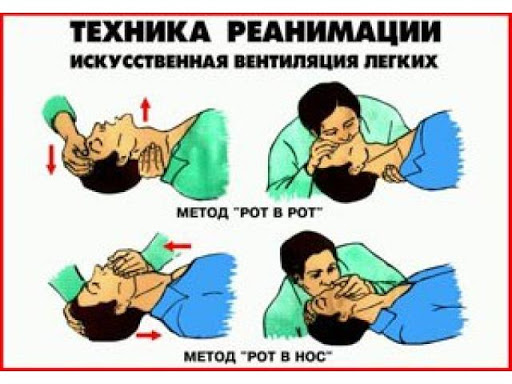 ТЕХНИКА РЕАНИМАЦИИ
ИСКУССТВЕННАЯ ВЕНТИЛЯЦИЯ ЛЕГКИХ
МЕТОД "РОТ В РОТ"
МЕТОД "РОТ В НОС"